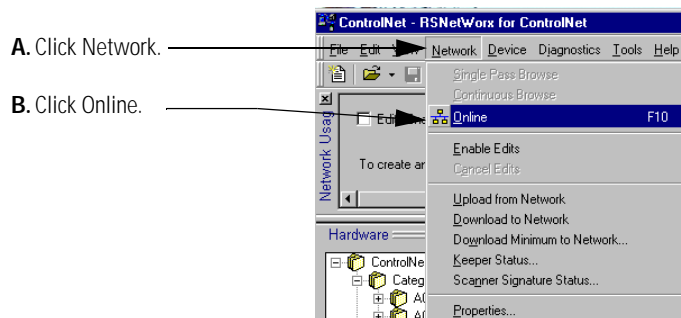 ControlNet - RSNetWorx for ControlNet
A. Click Network.
File Edit Network Device Diagnostics Tools Help
Single Pass Browse
Continuous Browse
B. Click Online.
Online F10
Network Usag
Enable Edits
To create an
Cancel Edits
Upload from Network
Download to Network
Hardware
Download Minimum to Network...
ControlNe
Keeper Status...
Categ
Scanner Signature Status...
Properties...